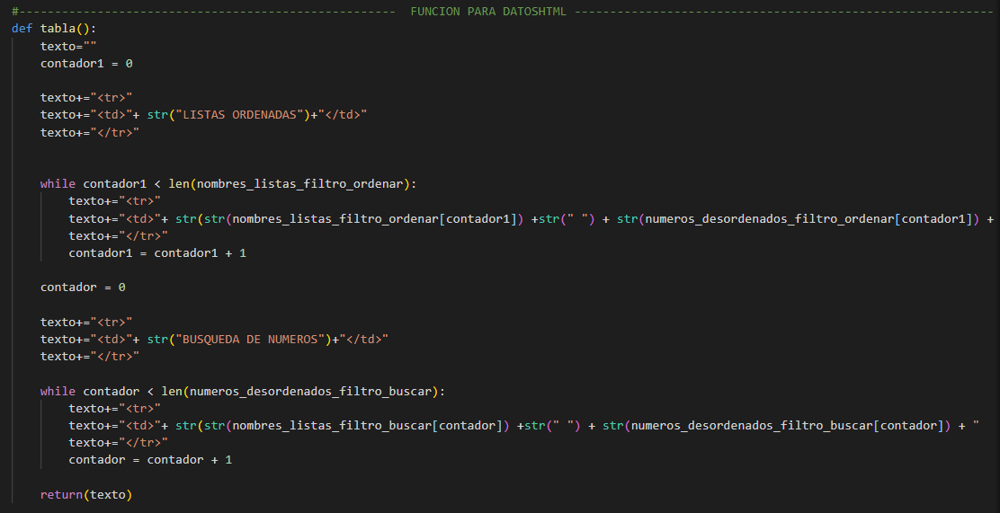 #-----------------------------------------------------  FUNCION PARA DATOSHTML -----------------------------------------------------------
def tabla():
    texto=""
    contador1 = 0
    texto+="<tr>"
    texto+="<td>"+ str("LISTAS ORDENADAS")+"</td>"
    texto+="</tr>"
    while contador1 < len(nombres_listas_filtro_ordenar):
        texto+="<tr>"
        texto+="<td>"+ str(str(nombres_listas_filtro_ordenar[contador1]) +str(" ") + str(numeros_desordenados_filtro_ordenar[contador1]) +
        texto+="</tr>"
        contador1 = contador1 + 1
    contador = 0
    texto+="<tr>"
    texto+="<td>"+ str("BUSQUEDA DE NUMEROS")+"</td>"
    texto+="</tr>"
    while contador < len(numeros_desordenados_filtro_buscar):
        texto+="<tr>"
        texto+="<td>"+ str(str(nombres_listas_filtro_buscar[contador]) +str(" ") + str(numeros_desordenados_filtro_buscar[contador]) + "
        texto+="</tr>"
        contador = contador + 1
    return(texto)